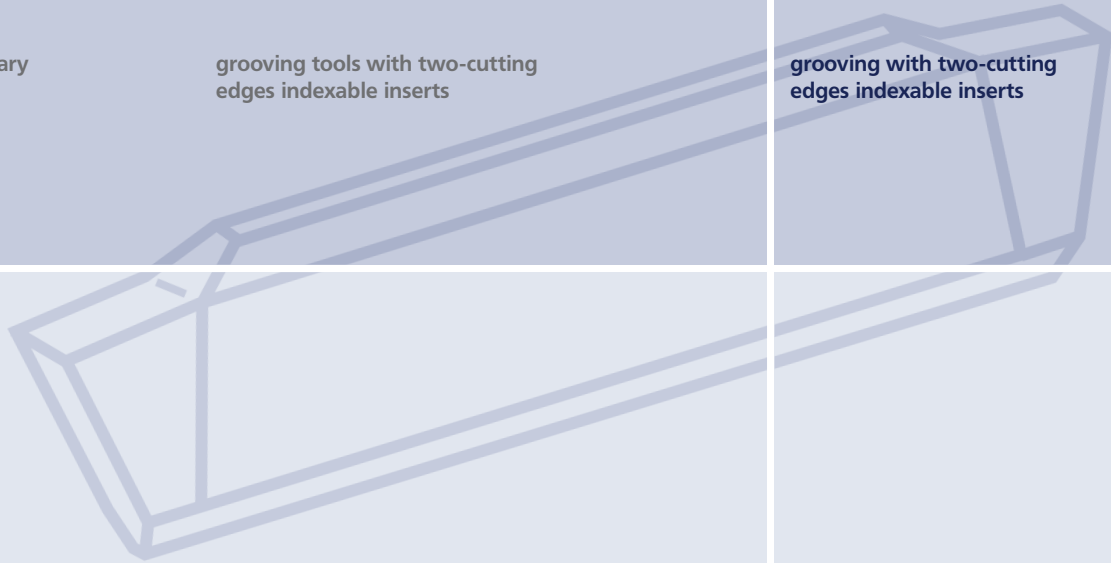 ary
grooving tools with two-cutting
edges indexable inserts
grooving with two-cutting
edges indexable inserts